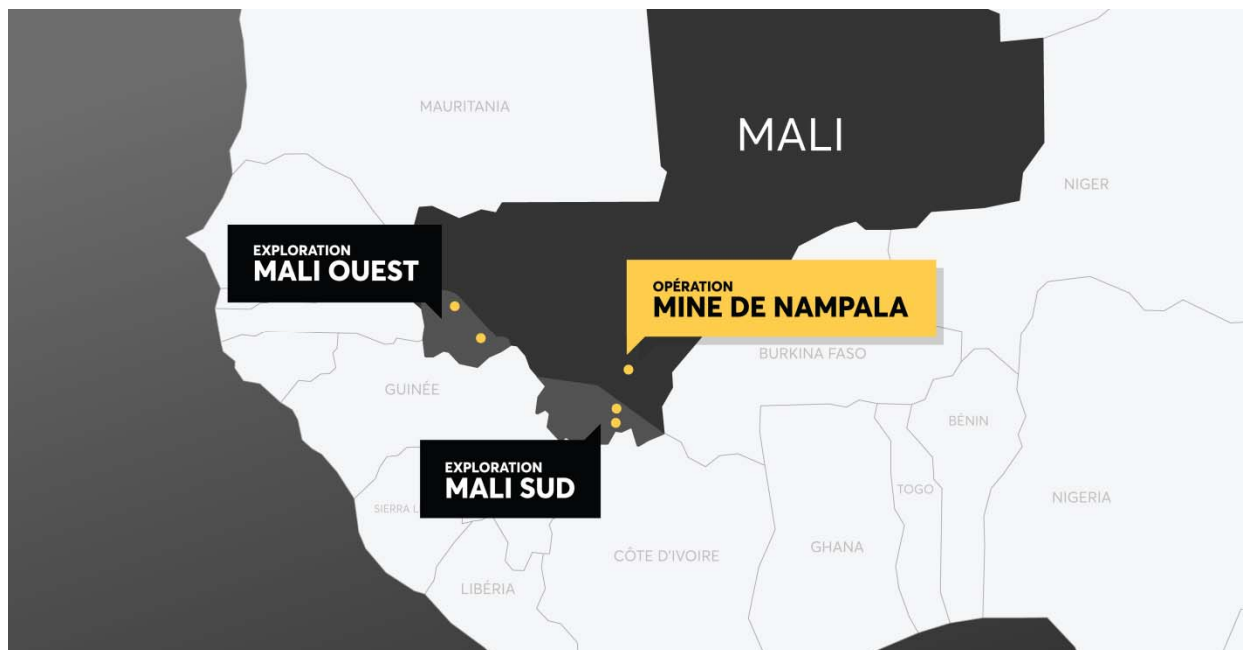 MAURITANIA
MALI
NIGER
EXPLORATION
MALI OUEST
OPÉRATION
MINE DE NAMPALA
BURKINA FASO
GUINÉE
BÉNIN
EXPLORATION
MALI SUD
TOGO
NIGERIA
SIERRA
GHANA
CÔTE D'IVOIRE
LIBÉRIA